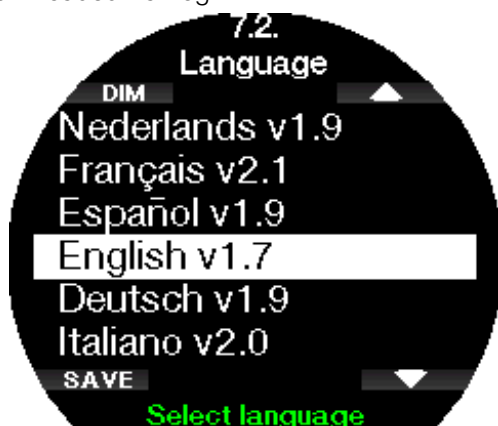 7.2.
Language
DIM
Nederlands v1.9
Français v2.1
Español v1.9
English v1.7
Deutsch v1.9
Italiano v2.0
SAVE
Select language